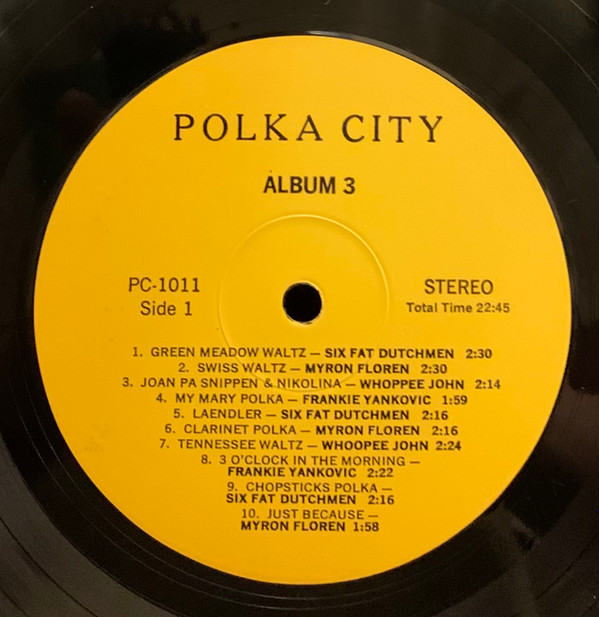 POLKA CITY
ALBUM 3
PC-1011
Side 1
STEREO
Total Time 22:45
1. GREEN MEADOW WALTZ — SIX FAT DUTCHMEN 2:30
2. SWISS WALTZ — MYRON FLOREN 2:30
3. JOAN PA SNIPPEN & NIKOLINA — WHOPPEE JOHN 2:14
4. MY MARY POLKA — FRANKIE YANKOVIC 1:59
5. LAENDLER — SIX FAT DUTCHMEN 2:16
6. CLARINET POLKA — MYRON FLOREN 2:16
7. TENNESSEE WALTZ — WHOOPEE JOHN 2:24
8. 3 O'CLOCK IN THE MORNING —
FRANKIE YANKOVIC 2:22
9. CHOPSTICKS POLKA —
SIX FAT DUTCHMEN 2:16
10. JUST BECAUSE —
MYRON FLOREN 1:58